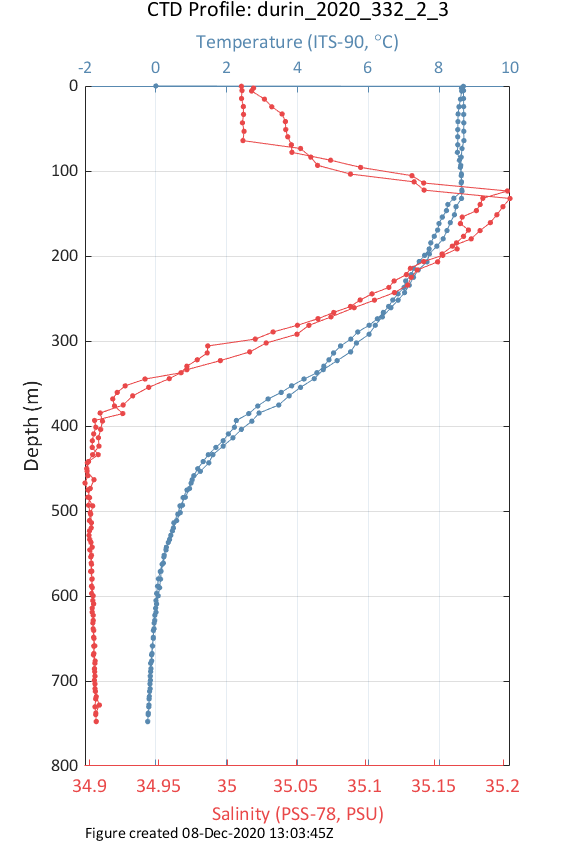 CTD Profile: durin_2020_332_2_3
Temperature (ITS-90, °C)
-2 0 2 4 6 8 10
0
100
200
300
400
500
600
700
800
Depth (m)
34.9 34.95 35 35.05 35.1 35.15 35.2
Salinity (PSS-78, PSU)
Figure created 08-Dec-2020 13:03:45Z